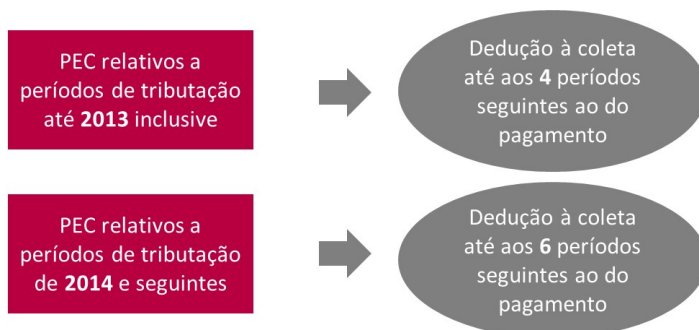 PEC relativos a
períodos de tributação
até 2013 inclusive
Dedução à coleta
até aos 4 períodos
seguintes ao do
pagamento
PEC relativos a
períodos de tributação
de 2014 e seguintes
Dedução à coleta
até aos 6 períodos
seguintes ao do
pagamento